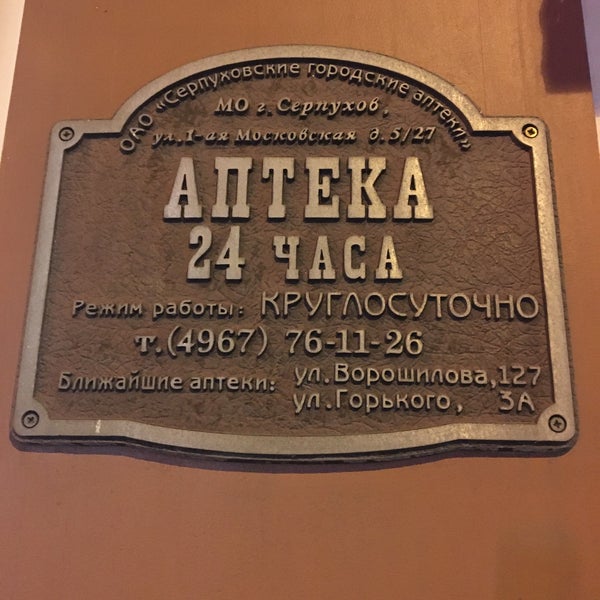 ОАО «Серпуховские городские аптеки»
МО г. Серпухов,
ул.1-ая Московская д. 5/27
АПТЕКА
24 ЧАСА
Режим работы: КРУГЛОСУТОЧНО
т.(4967) 76-11-26
Ближайшие аптеки: ул.Ворошилова,127
ул.Горького, 3А